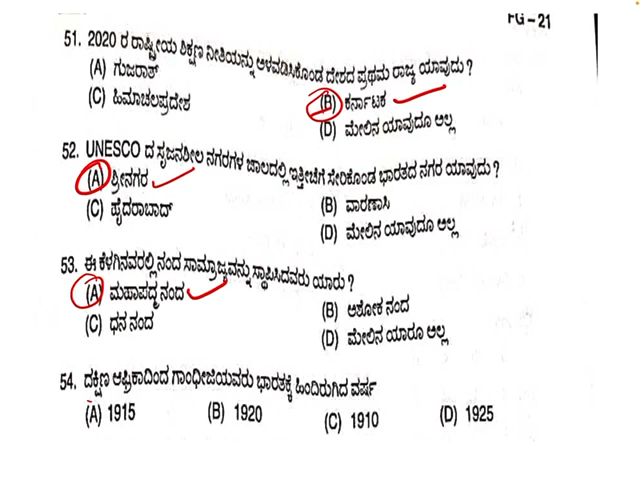 PG - 21
51. 2020 ರ ರಾಷ್ಟ್ರೀಯ ಶಿಕ್ಷಣ ನೀತಿಯನ್ನು ಅಳವಡಿಸಿಕೊಂಡ ದೇಶದ ಪ್ರಥಮ ರಾಜ್ಯ ಯಾವುದು ?
(A) ಗುಜರಾತ್
(B) ಕರ್ನಾಟಕ
(C) ಹಿಮಾಚಲಪ್ರದೇಶ
(D) ಮೇಲಿನ ಯಾವುದೂ ಅಲ್ಲ
52. UNESCO ದ ಸೃಜನಶೀಲ ನಗರಗಳ ಜಾಲದಲ್ಲಿ ಇತ್ತೀಚೆಗೆ ಸೇರಿಕೊಂಡ ಭಾರತದ ನಗರ ಯಾವುದು ?
(A) ಶ್ರೀನಗರ
(B) ವಾರಣಾಸಿ
(C) ಹೈದರಾಬಾದ್
(D) ಮೇಲಿನ ಯಾವುದೂ ಅಲ್ಲ
53. ಈ ಕೆಳಗಿನವರಲ್ಲಿ ನಂದ ಸಾಮ್ರಾಜ್ಯವನ್ನು ಸ್ಥಾಪಿಸಿದವರು ಯಾರು ?
(A) ಮಹಾಪದ್ಮ ನಂದ
(B) ಅಶೋಕ ನಂದ
(C) ಧನ ನಂದ
(D) ಮೇಲಿನ ಯಾರೂ ಅಲ್ಲ
54. ದಕ್ಷಿಣ ಆಫ್ರಿಕಾದಿಂದ ಗಾಂಧೀಜಿಯವರು ಭಾರತಕ್ಕೆ ಹಿಂದಿರುಗಿದ ವರ್ಷ
(A) 1915 (B) 1920 (C) 1910 (D) 1925